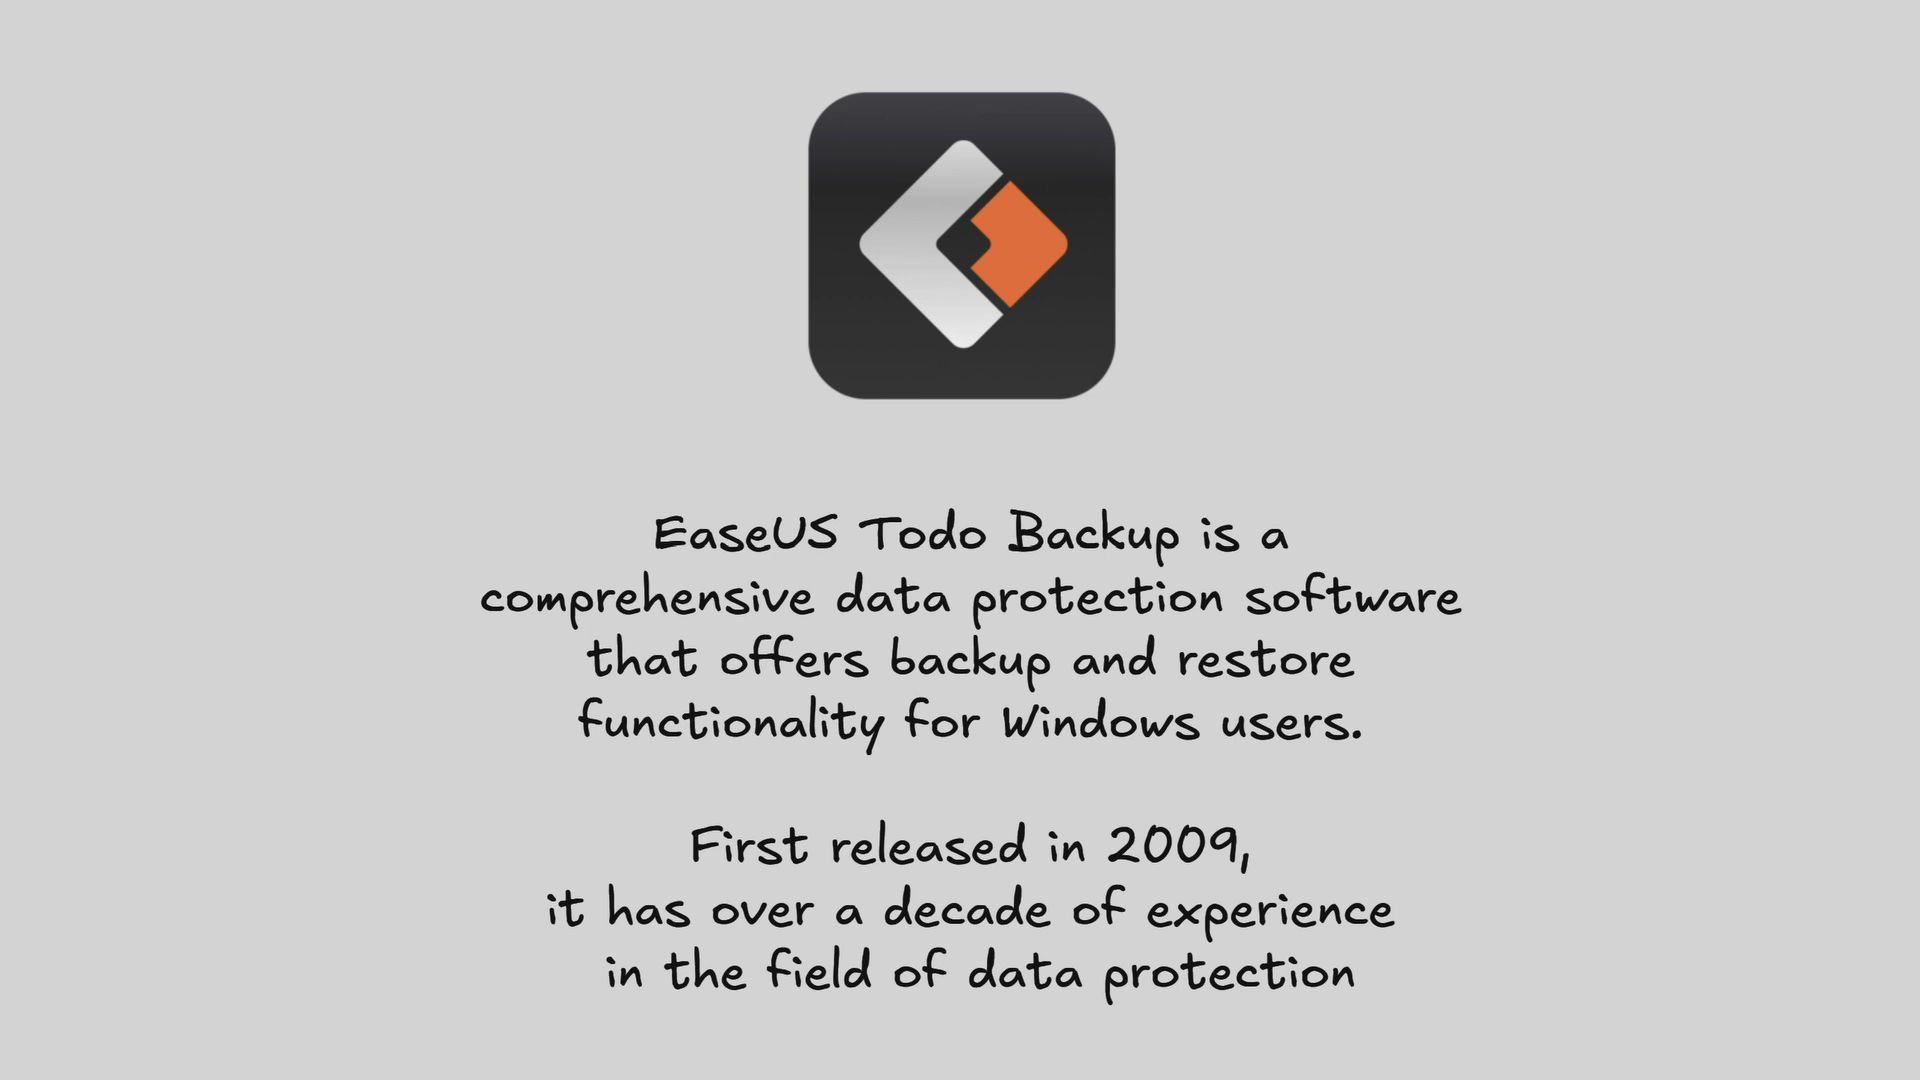 EaseUS Todo Backup is a
comprehensive data protection software
that offers backup and restore
functionality for Windows users.
First released in 2009,
it has over a decade of experience
in the field of data protection